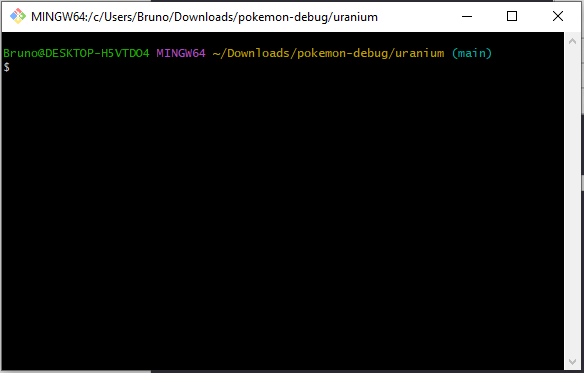 MINGW64:/c/Users/Bruno/Downloads/pokemon-debug/uranium
Bruno@DESKTOP-H5VTDO4 MINGW64 ~/Downloads/pokemon-debug/uranium (main)
$